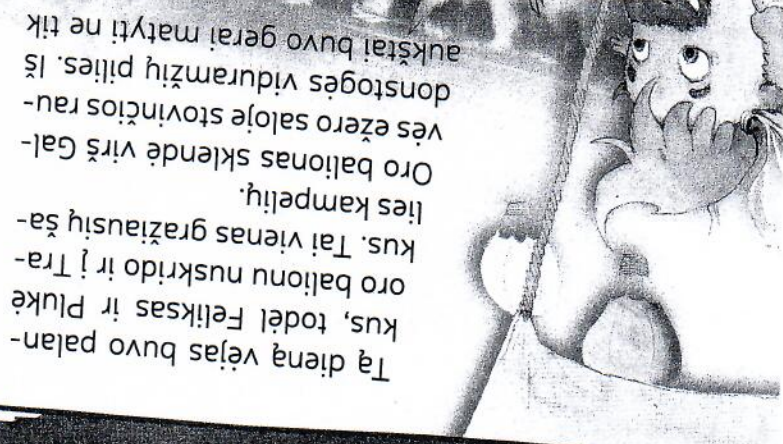 Tą dieną vėjas buvo palan-
kus, todėl Feliksas ir Plukė
oro balionu nuskrido ir į Tra-
kus. Tai vienas gražiausių ša-
lies kampelių.
Oro balionas sklendė virš Gal-
vės ežero saloje stovinčios rau-
donstogės viduramžių pilies. Iš
aukštai buvo gerai matyti ne tik